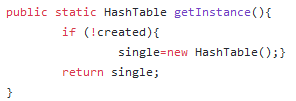 public static HashTable getInstance(){
if (!created){
single=new HashTable();}
return single;
}